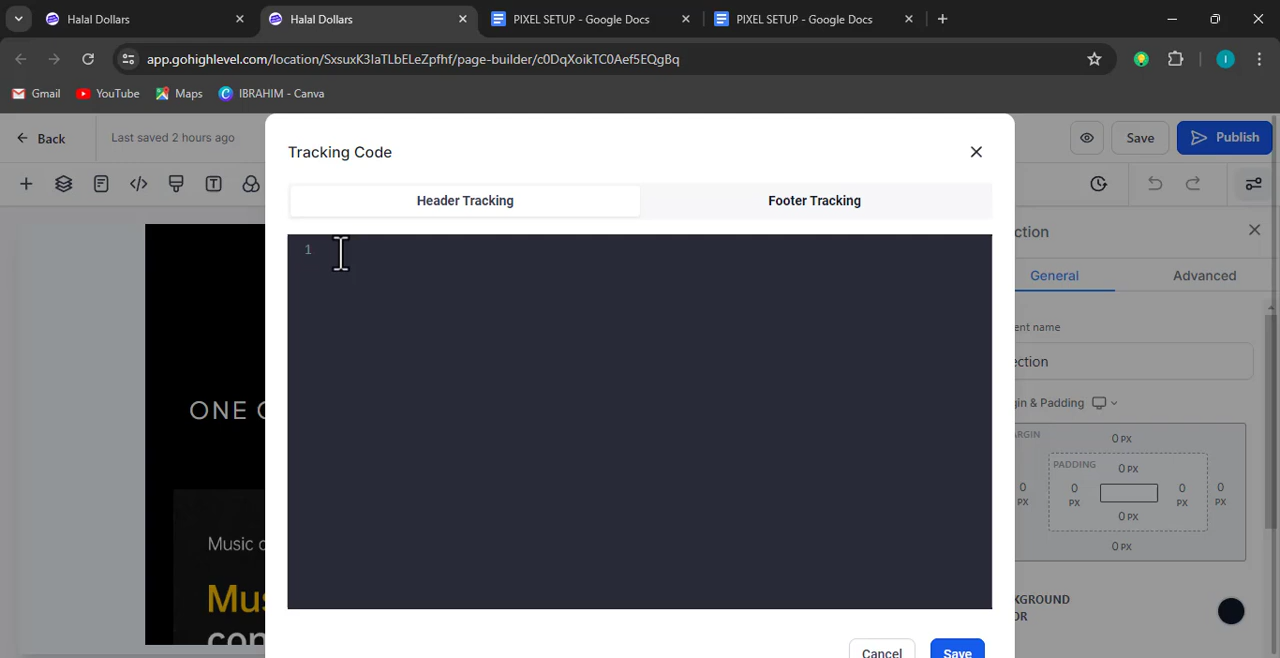 Halal Dollars
Halal Dollars
PIXEL SETUP - Google Docs
PIXEL SETUP - Google Docs
app.gohighlevel.com/location/SxsuxK3IaTLbELeZpfhf/page-builder/c0DqXoikTC0Aef5EQgBq
I
Gmail
YouTube
Maps
IBRAHIM - Canva
Back
Last saved 2 hours ago
Save
Publish
Tracking Code
Header Tracking
Footer Tracking
1
ction
General
Advanced
ent name
ection
gin & Padding
ARGIN
0 PX
PADDING
0 PX
0 PX
0 PX
0 PX
0 PX
0 PX
0 PX
KGROUND
OR
ONE
Music
Mus
con
Cancel
Save